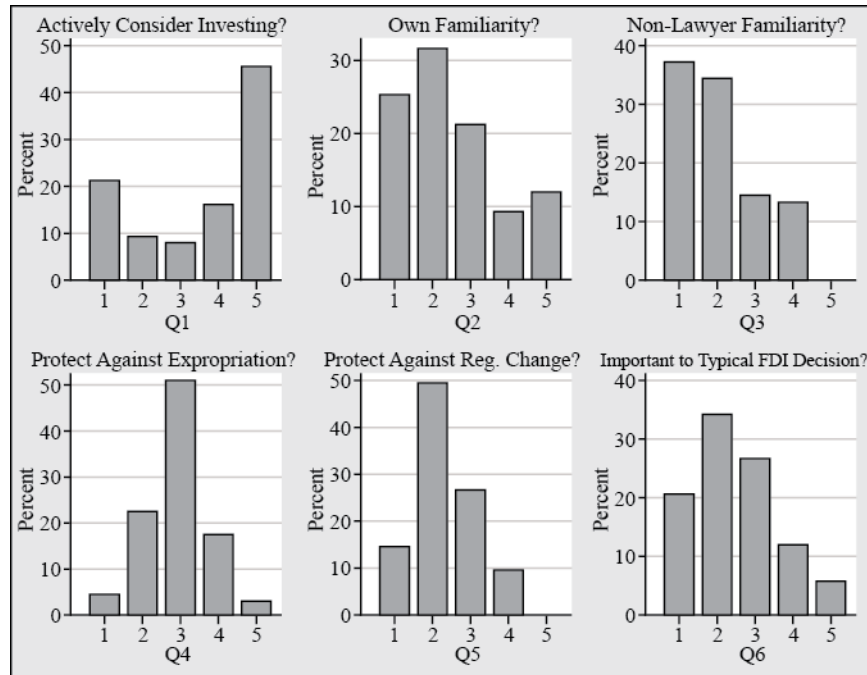 Actively Consider Investing?
50
40
30
20
10
0
Percent
1 2 3 4 5
Q1
Own Familiarity?
30
20
10
0
Percent
1 2 3 4 5
Q2
Non-Lawyer Familiarity?
40
30
20
10
0
Percent
1 2 3 4 5
Q3
Protect Against Expropriation?
50
40
30
20
10
0
Percent
1 2 3 4 5
Q4
Protect Against Reg. Change?
50
40
30
20
10
0
Percent
1 2 3 4 5
Q5
Important to Typical FDI Decision?
40
30
20
10
0
Percent
1 2 3 4 5
Q6